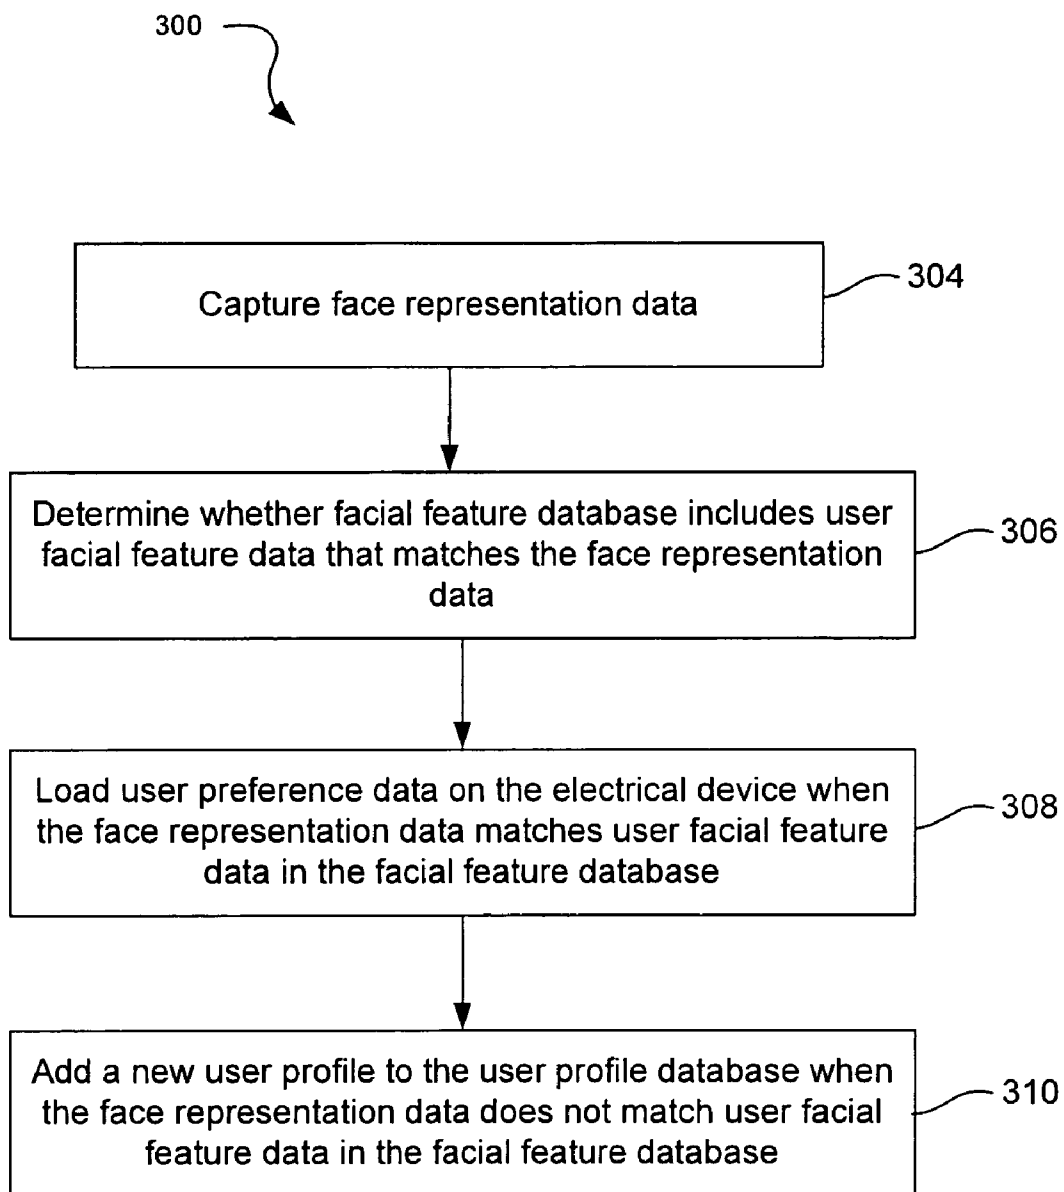 300
Capture face representation data
304
Determine whether facial feature database includes user
facial feature data that matches the face representation
data
306
Load user preference data on the electrical device when
the face representation data matches user facial feature
data in the facial feature database
308
Add a new user profile to the user profile database when
the face representation data does not match user facial
feature data in the facial feature database
310